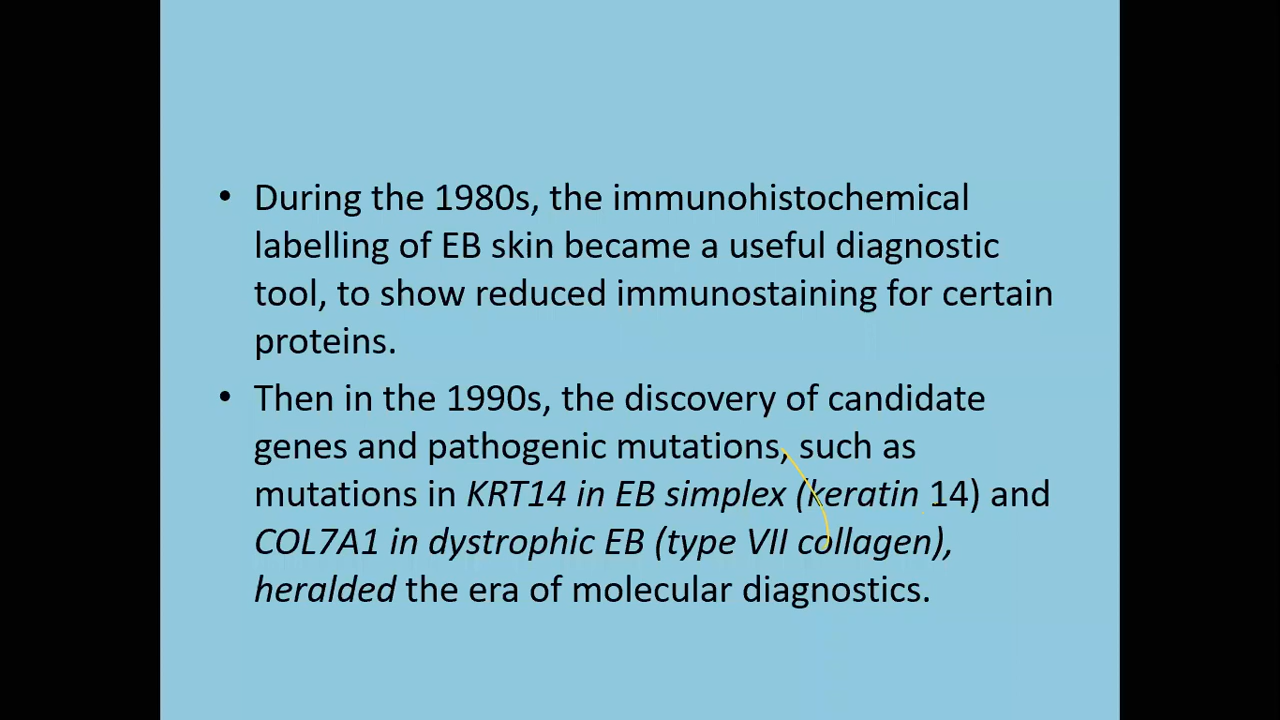 • During the 1980s, the immunohistochemical
labelling of EB skin became a useful diagnostic
tool, to show reduced immunostaining for certain
proteins.
• Then in the 1990s, the discovery of candidate
genes and pathogenic mutations, such as
mutations in KRT14 in EB simplex (keratin 14) and
COL7A1 in dystrophic EB (type VII collagen),
heralded the era of molecular diagnostics.